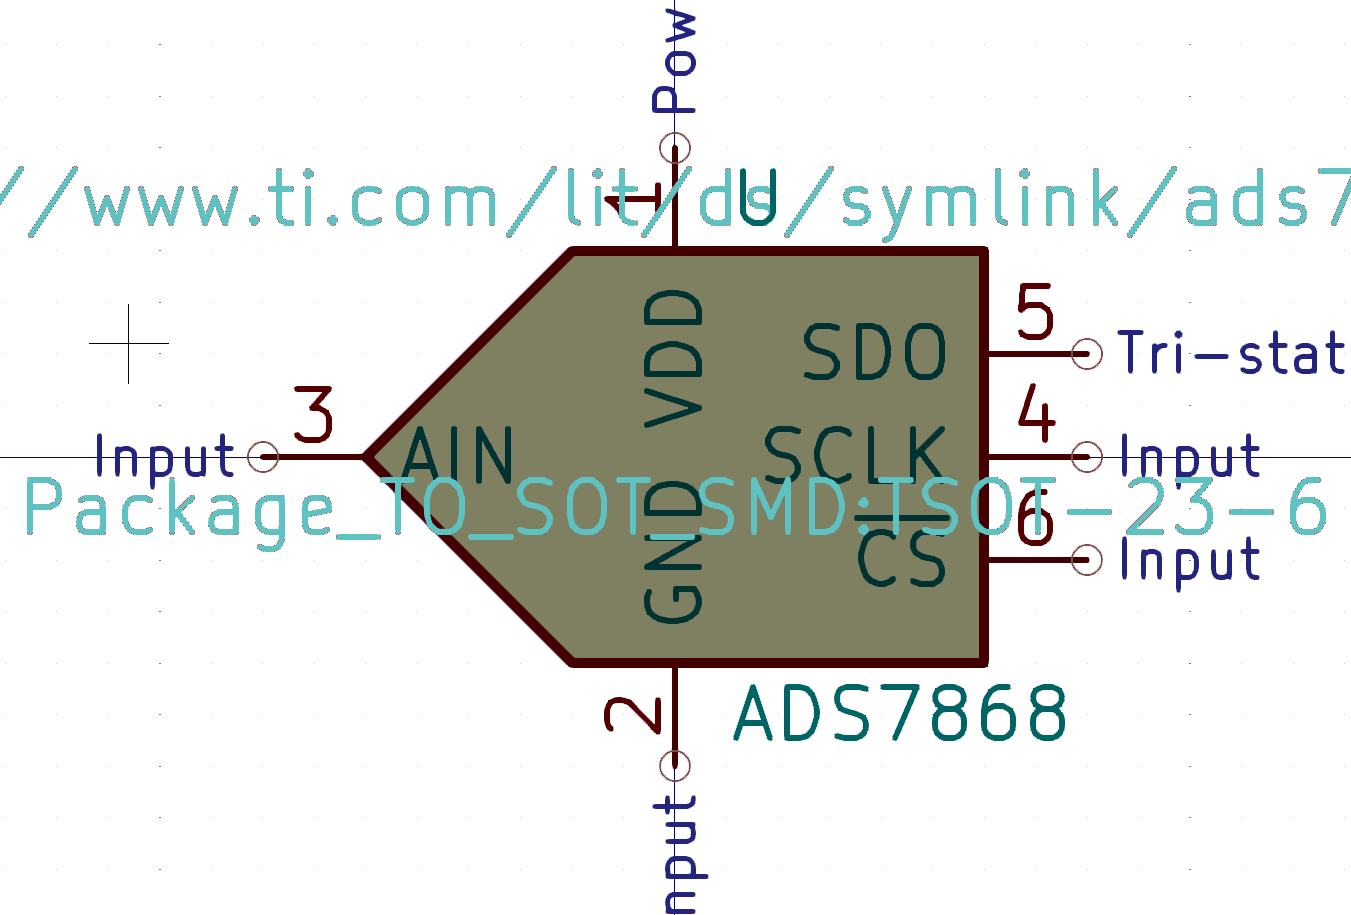 Pow
//www.ti.com/lit/ds/symlink/ads7
U
1
VDD
SDO
5
Tri-stat
3
Input
AIN
SCLK
4
Input
Package_TO_SOT_SMD:TSOT-23-6
GND
CS
6
Input
2
ADS7868
nput